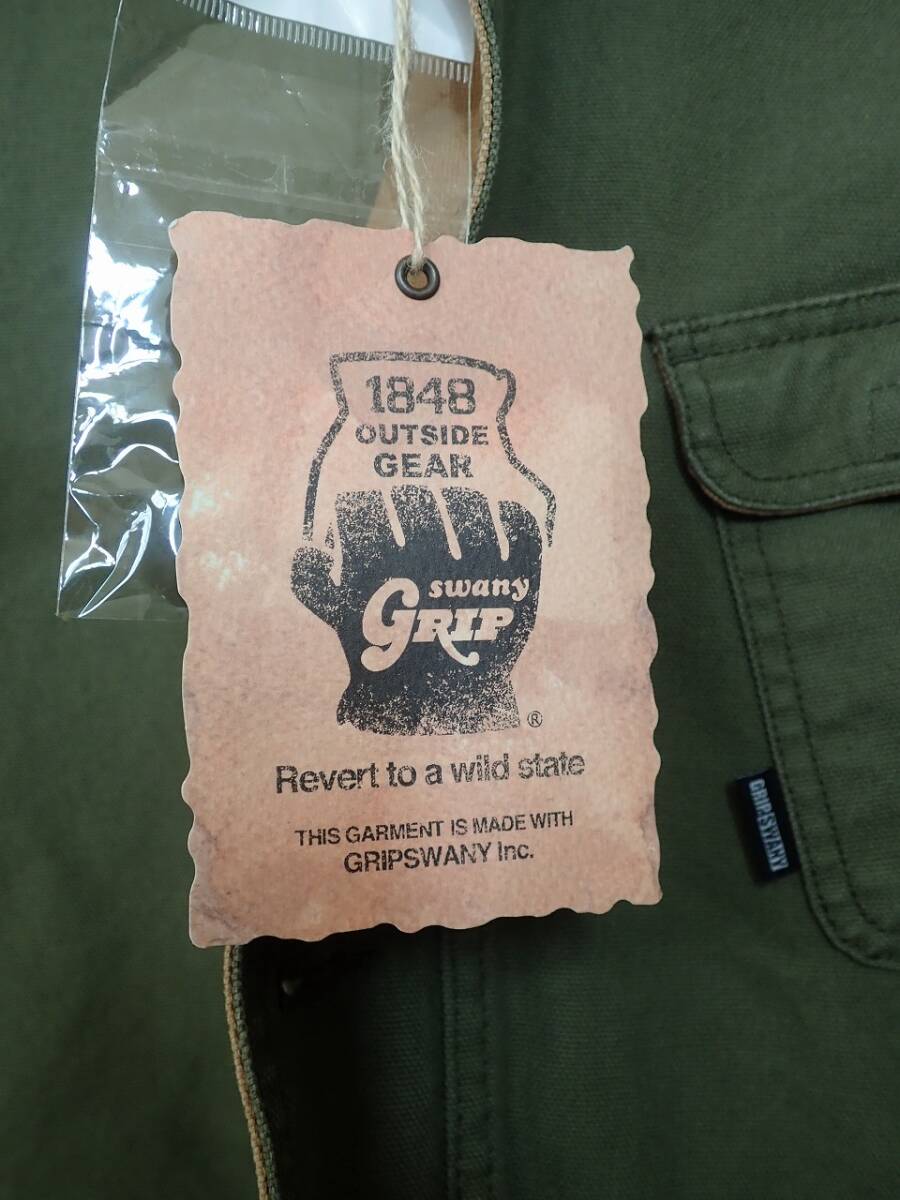 1848
OUTSIDE
GEAR
swany
GRIP
®
Revert to a wild state
THIS GARMENT IS MADE WITH
GRIPSWANY Inc.
GRIPSWANY